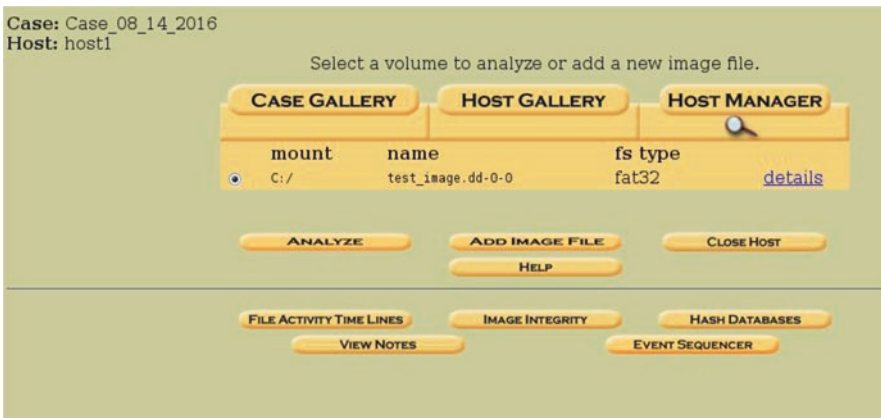 Case: Case_08_14_2016
Host: host1
Select a volume to analyze or add a new image file.
CASE GALLERY HOST GALLERY HOST MANAGER
mount name fs type
C:/ test_image.dd-0-0 fat32 details
ANALYZE ADD IMAGE FILE CLOSE HOST
HELP
FILE ACTIVITY TIME LINES IMAGE INTEGRITY HASH DATABASES
VIEW NOTES EVENT SEQUENCER